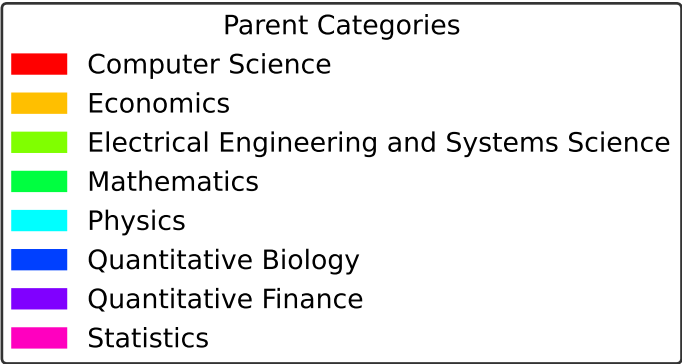 Parent Categories
Computer Science
Economics
Electrical Engineering and Systems Science
Mathematics
Physics
Quantitative Biology
Quantitative Finance
Statistics